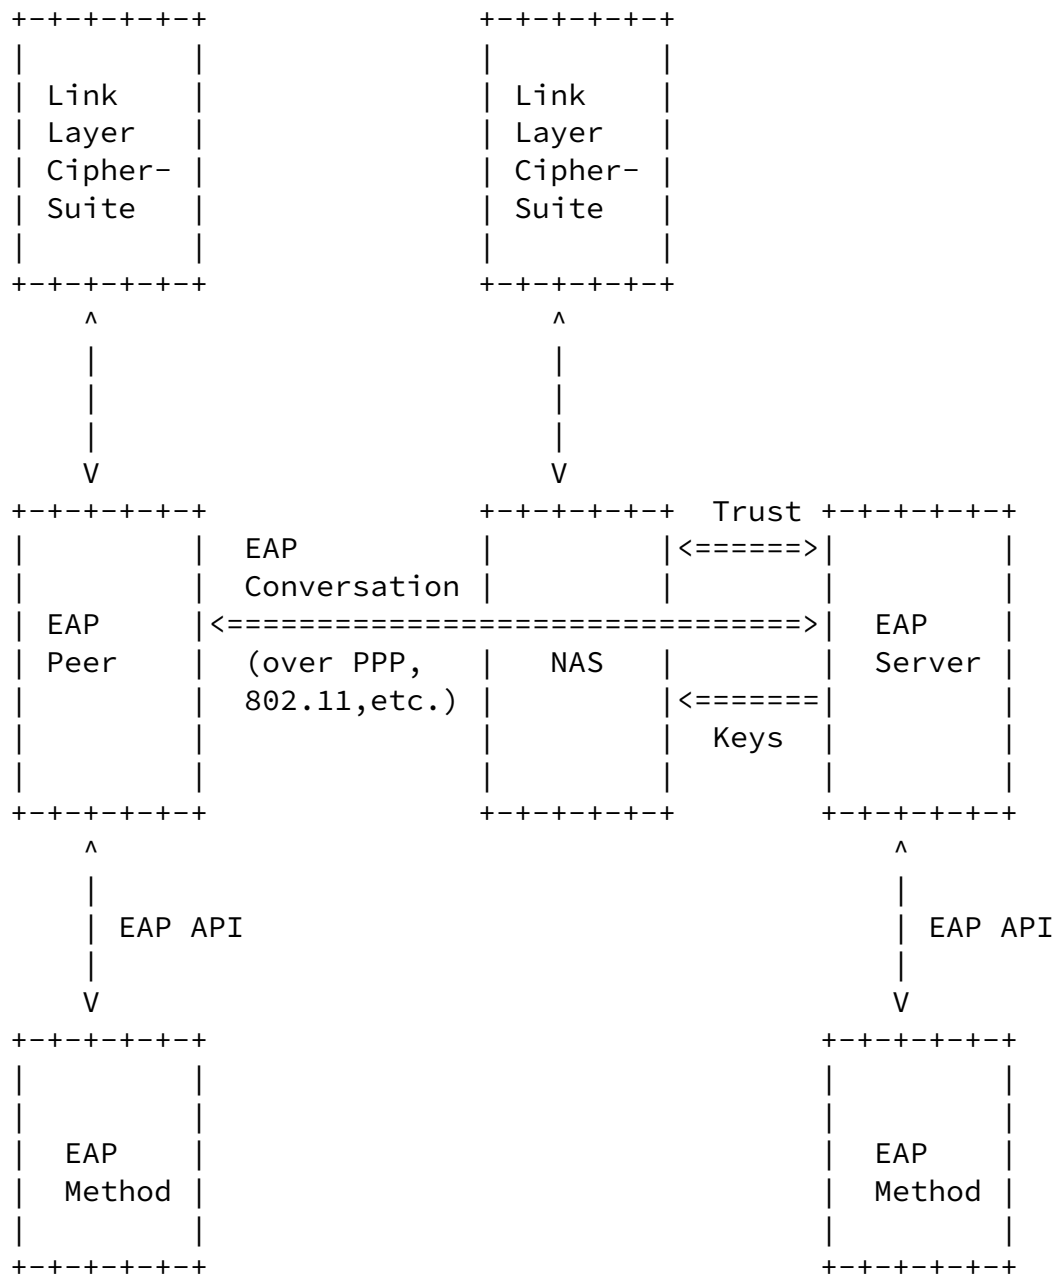 Link Link
Layer Layer
Cipher- Cipher-
Suite Suite
Trust
EAP
Conversation
EAP EAP
Peer (over PPP, NAS Server
802.11,etc.)
Keys
EAP API EAP API
EAP EAP
Method Method